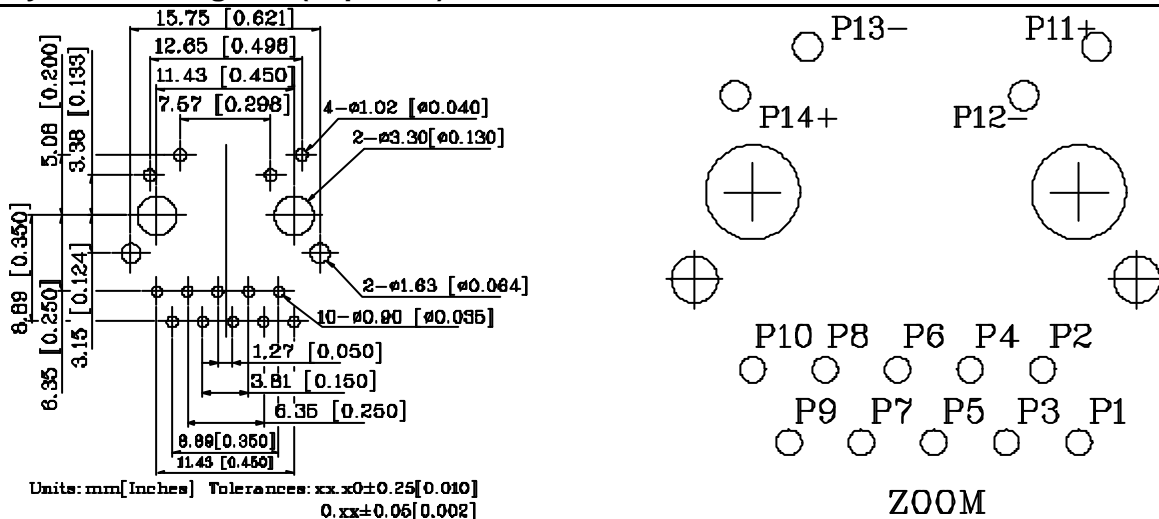 15.75 [0.621]
12.65 [0.498]
11.43 [0.450]
7.57 [0.298]
5.08 [0.200]
3.38 [0.133]
4-ø1.02 [ø0.040]
2-ø3.30[ø0.130]
8.89 [0.350]
6.35 [0.250]
3.15 [0.124]
2-ø1.63 [ø0.064]
10-ø0.90 [ø0.035]
1.27 [0.050]
3.81 [0.150]
6.35 [0.250]
8.89[0.350]
11.43 [0.450]
Units:mm[Inches] Tolerances:xx.x0±0.25[0.010]
0.xx±0.05[0.002]
P13- P11+
P14+ P12-
P10 P8 P6 P4 P2
P9 P7 P5 P3 P1
ZOOM